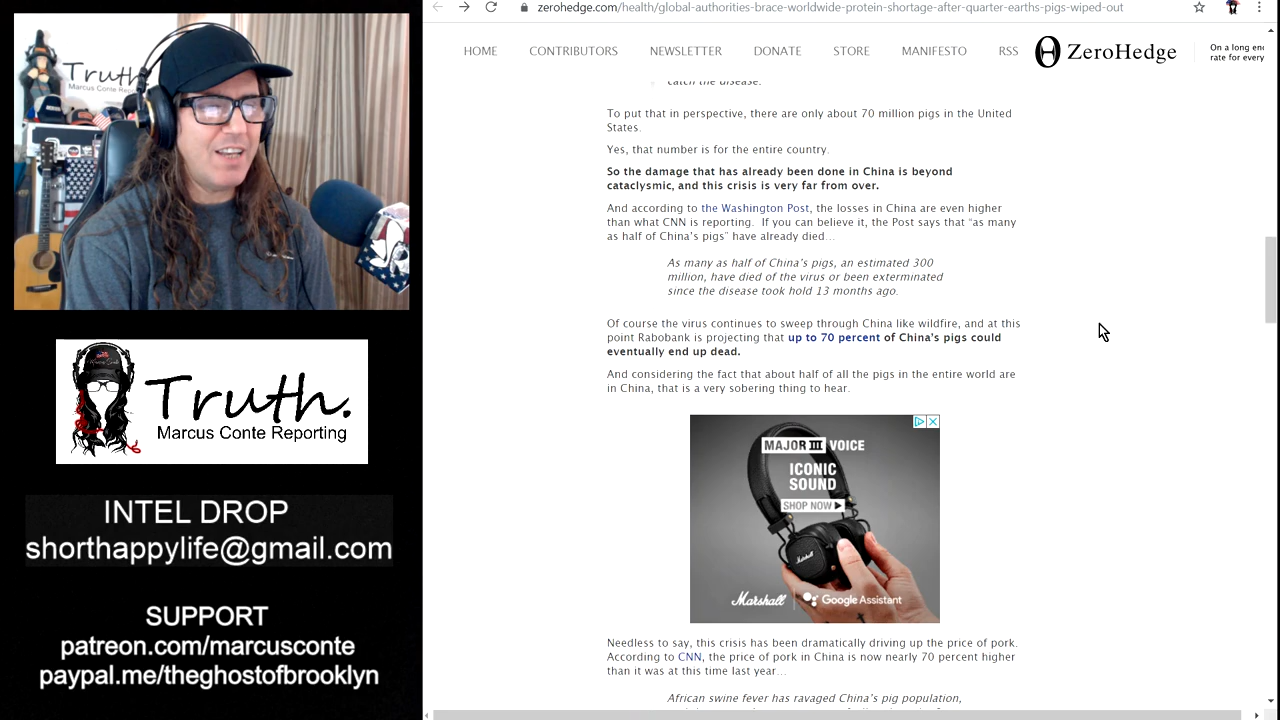 Truth.
Marcus Conte Repor
Truth.
Marcus Conte Reporting
INTEL DROP
shorthappylife@gmail.com
SUPPORT
patreon.com/marcusconte
paypal.me/theghostofbrooklyn
zerohedge.com/health/global-authorities-brace-worldwide-protein-shortage-after-quarter-earths-pigs-wiped-out
HOME CONTRIBUTORS NEWSLETTER DONATE STORE MANIFESTO RSS
ZeroHedge
On a long en
rate for every
catch the disease.
To put that in perspective, there are only about 70 million pigs in the United
States.
Yes, that number is for the entire country.
So the damage that has already been done in China is beyond
cataclysmic, and this crisis is very far from over.
And according to the Washington Post, the losses in China are even higher
than what CNN is reporting. If you can believe it, the Post says that “as many
as half of China’s pigs” have already died…
As many as half of China’s pigs, an estimated 300
million, have died of the virus or been exterminated
since the disease took hold 13 months ago.
Of course the virus continues to sweep through China like wildfire, and at this
point Rabobank is projecting that up to 70 percent of China’s pigs could
eventually end up dead.
And considering the fact that about half of all the pigs in the entire world are
in China, that is a very sobering thing to hear.
MAJOR III VOICE
ICONIC
SOUND
SHOP NOW
Marshall
Marshall | Google Assistant
Needless to say, this crisis has been dramatically driving up the price of pork.
According to CNN, the price of pork in China is now nearly 70 percent higher
than it was at this time last year…
African swine fever has ravaged China’s pig population,